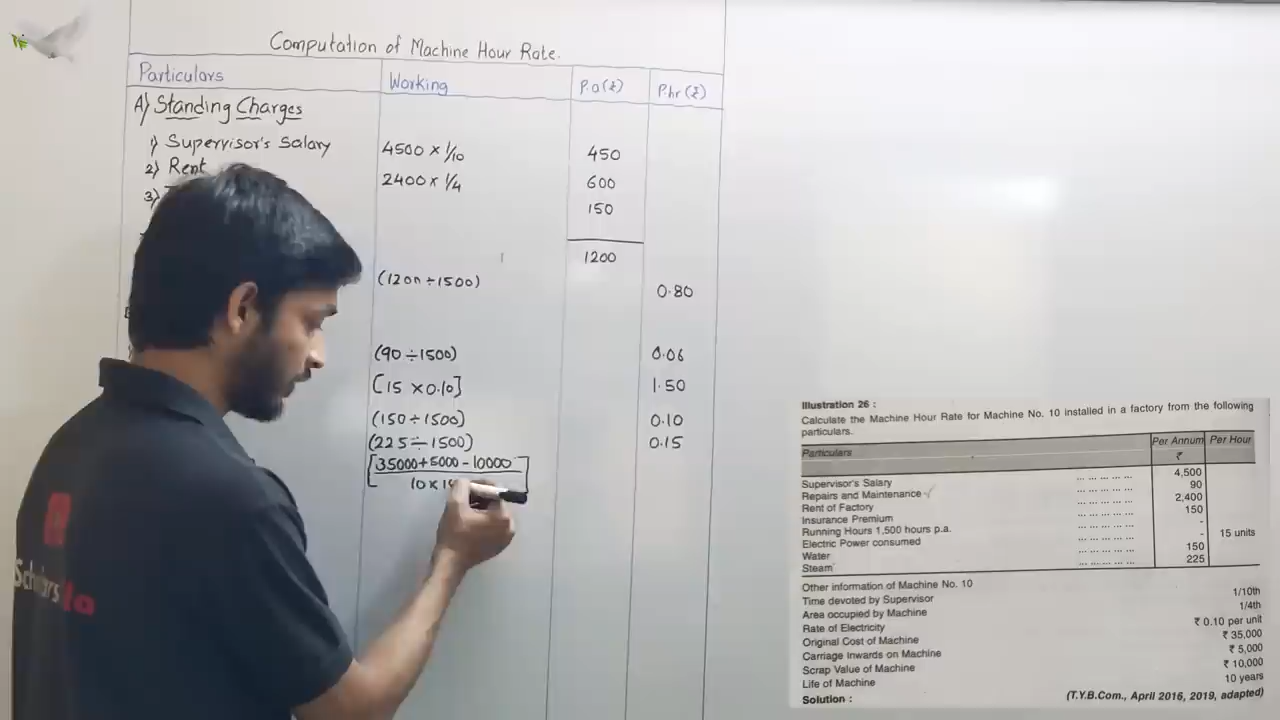 Computation of Machine Hour Rate.
Particulars Working P.a(₹) P.hr(₹)
A) Standing Charges
1) Supervisor's Salary 4500 × 1/10 450
2) Rent 2400 × 1/4 600
3) 150
1200
(1200 ÷ 1500) 0.80
(90 ÷ 1500) 0.06
[15 × 0.10] 1.50
(150 ÷ 1500) 0.10
(225 ÷ 1500) 0.15
[35000 + 5000 - 10000]
10 ×
Illustration 26 :
Calculate the Machine Hour Rate for Machine No. 10 installed in a factory from the following
particulars.
Particulars Per Annum Per Hour
₹
Supervisor's Salary ... ... ... ... 4,500
Repairs and Maintenance ... ... ... ... 90
Rent of Factory ... ... ... ... 2,400
Insurance Premium ... ... ... ... 150
Running Hours 1,500 hours p.a. ... ... ... ... -
Electric Power consumed ... ... ... ... - 15 units
Water ... ... ... ... 150
Steam ... ... ... ... 225
Other information of Machine No. 10
Time devoted by Supervisor 1/10th
Area occupied by Machine 1/4th
Rate of Electricity ₹ 0.10 per unit
Original Cost of Machine ₹ 35,000
Carriage Inwards on Machine ₹ 5,000
Scrap Value of Machine ₹ 10,000
Life of Machine 10 years
Solution : (T.Y.B.Com., April 2016, 2019, adapted)